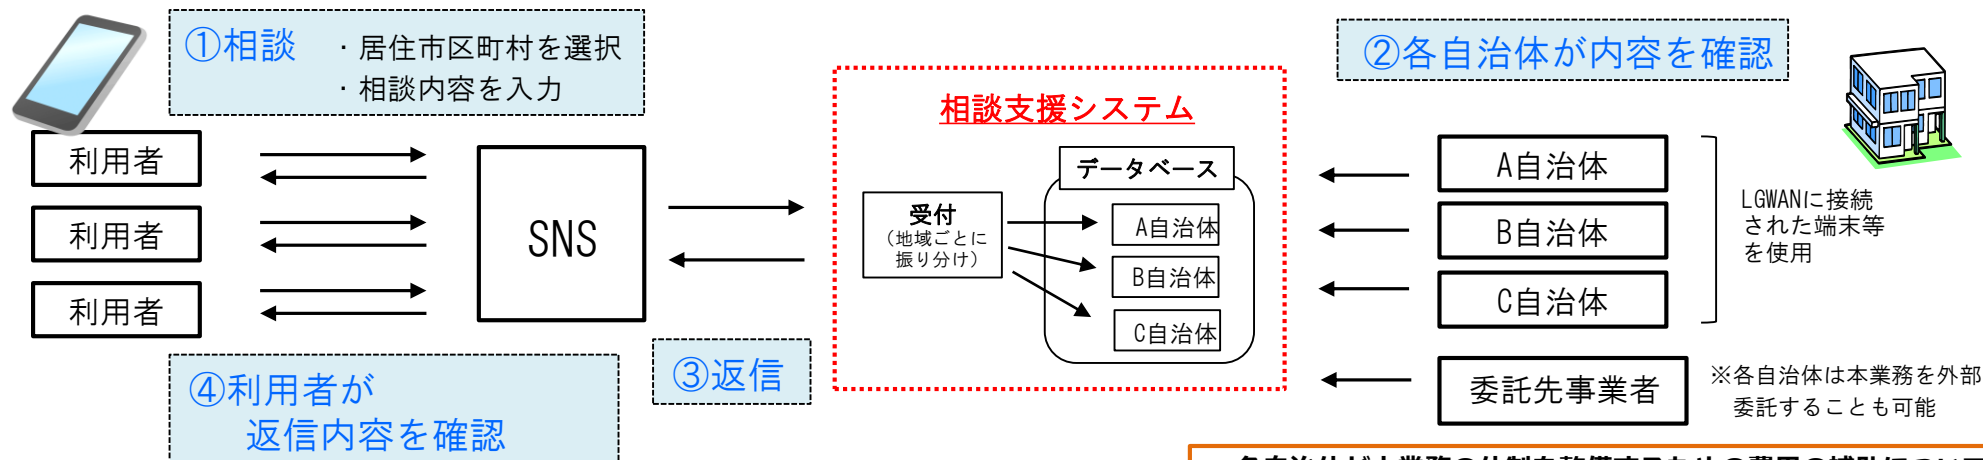 ①相談
・居住市区町村を選択
・相談内容を入力
②各自治体が内容を確認
相談支援システム
利用者
利用者
利用者
SNS
受付
（地域ごとに
振り分け）
データベース
A自治体
B自治体
C自治体
A自治体
B自治体
C自治体
LGWANに接続
された端末等
を使用
委託先事業者
※各自治体は本業務を外部
委託することも可能
③返信
④利用者が
返信内容を確認